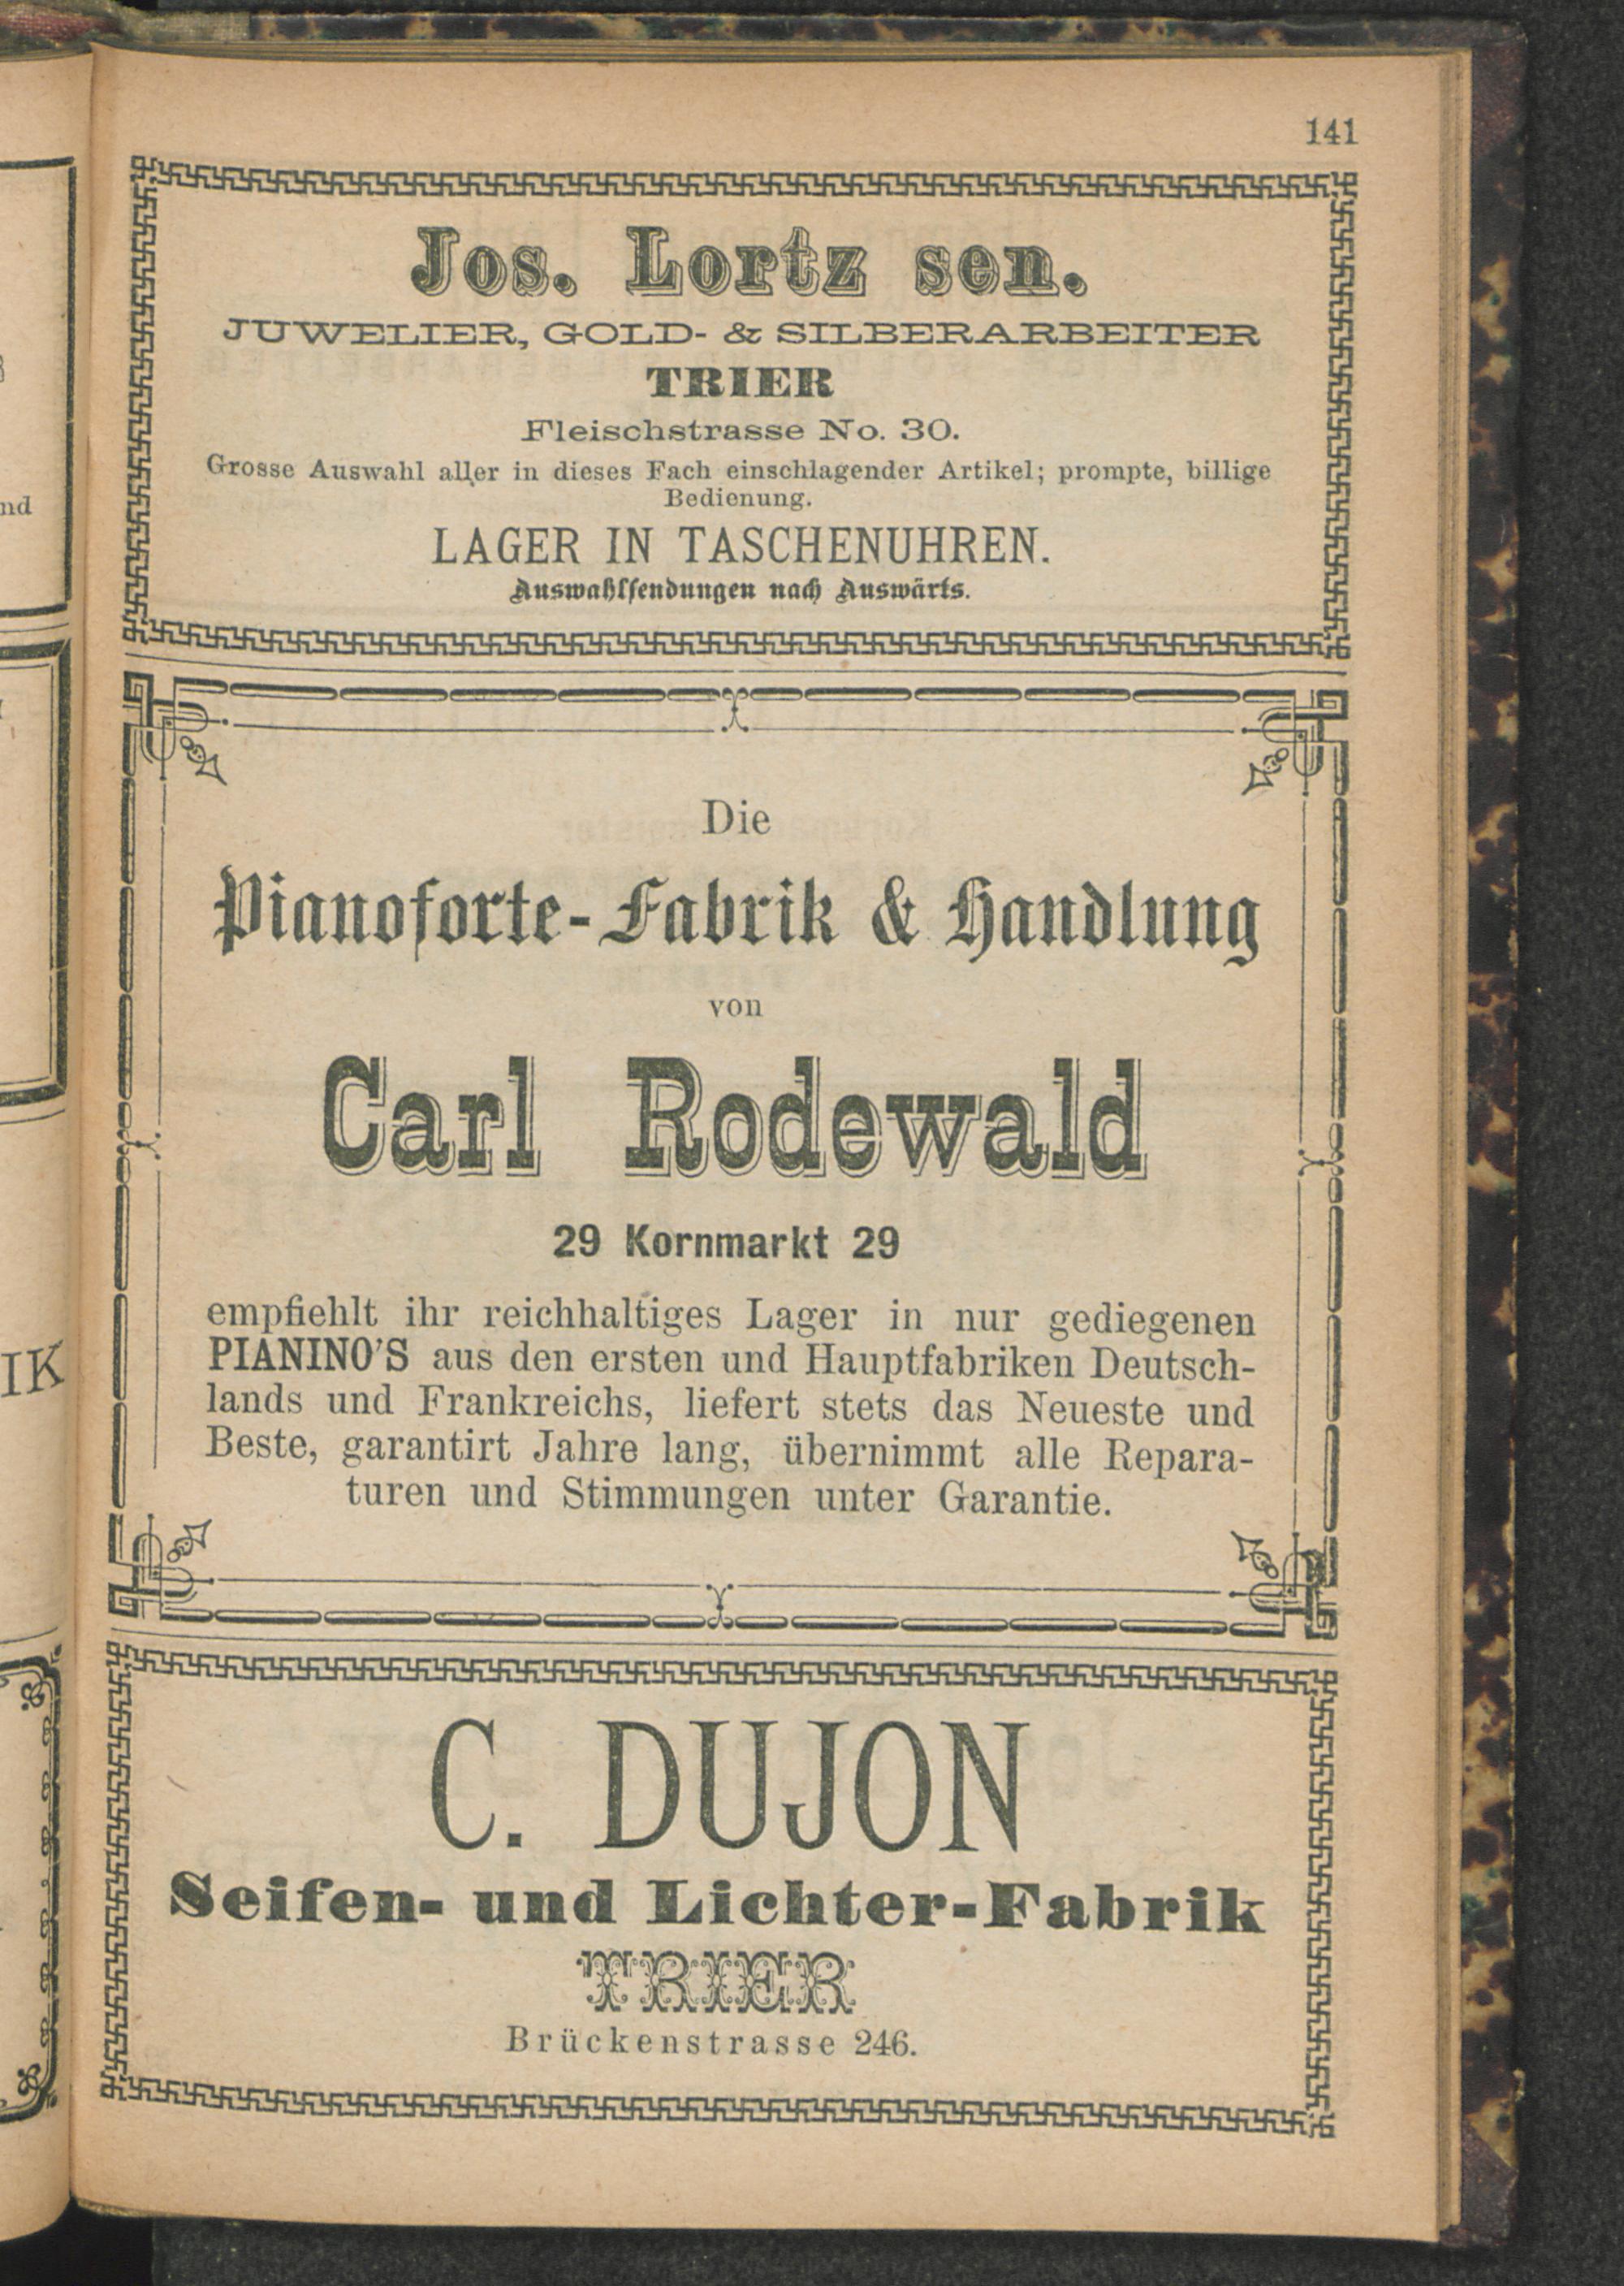 141
Jos. Lortz sen.
JUWELIER, GOLD- & SILBERARBEITER
TRIER
Fleischstrasse No. 30.
Grosse Auswahl aller in dieses Fach einschlagender Artikel; prompte, billige
Bedienung.
LAGER IN TASCHENUHREN.
Auswahlsendungen nach Auswärts.
Die
Pianoforte-Fabrik & Handlung
von
Carl Rodewald
29 Kornmarkt 29
empfiehlt ihr reichhaltiges Lager in nur gediegenen
PIANINO'S aus den ersten und Hauptfabriken Deutsch-
lands und Frankreichs, liefert stets das Neueste und
Beste, garantirt Jahre lang, übernimmt alle Repara-
turen und Stimmungen unter Garantie.
C. DUJON
Seifen- und Lichter-Fabrik
TRIER
Brückenstrasse 246.
nd
IK